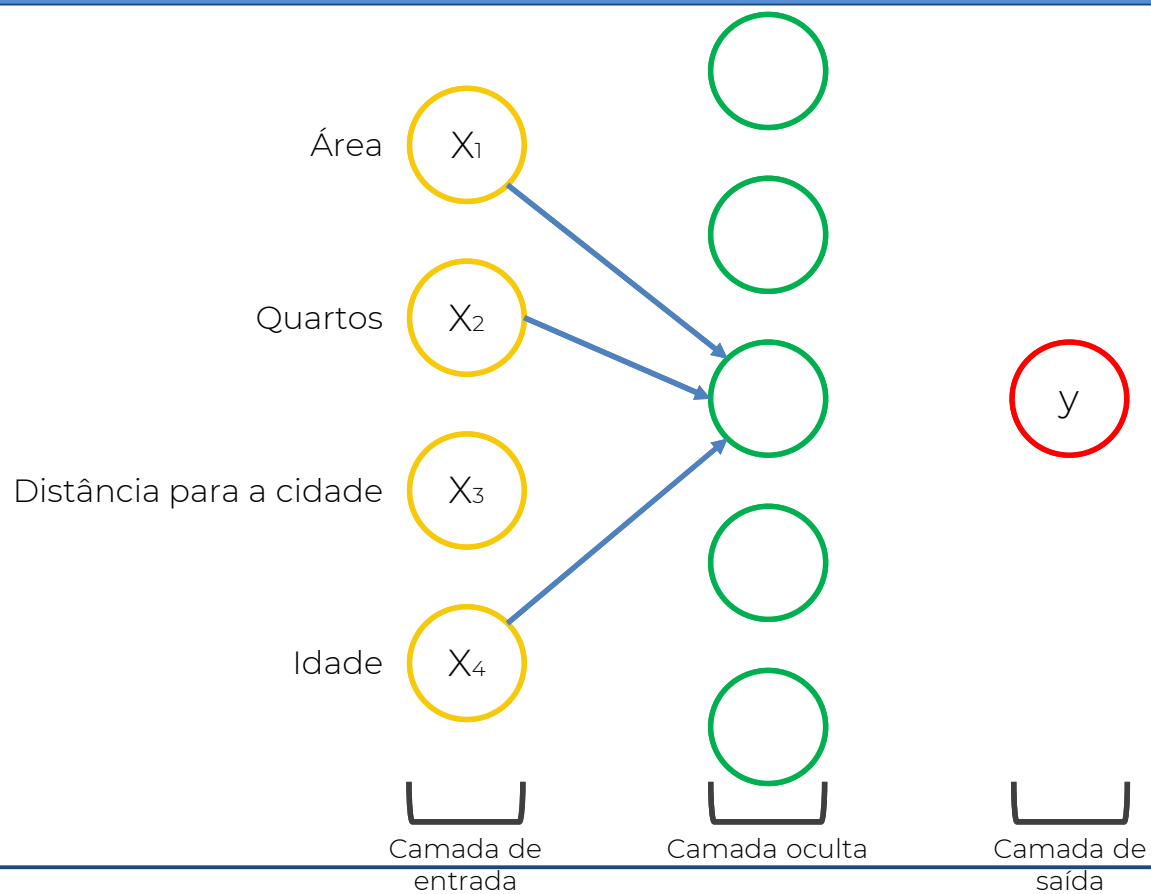 Área
X₁
Quartos
X₂
Distância para a cidade
X₃
Idade
X₄
y
Camada de
entrada
Camada oculta
Camada de
saída